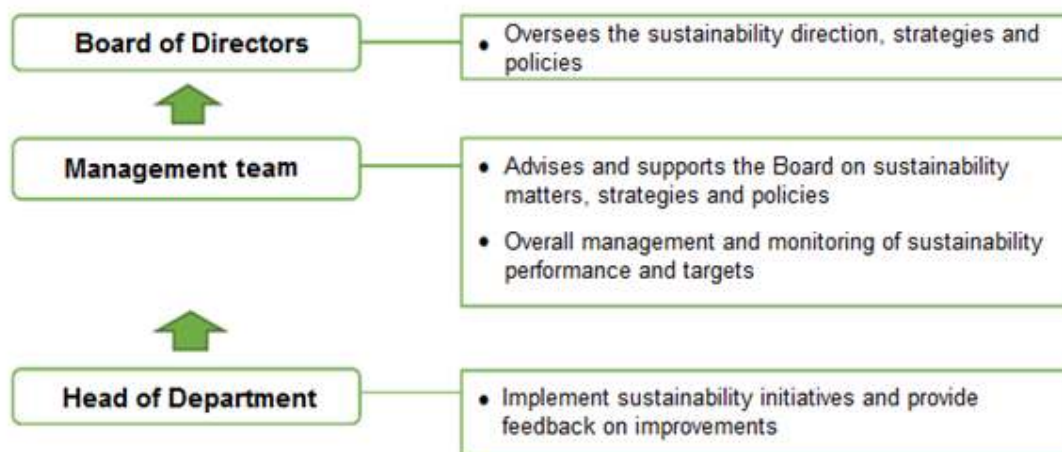 Board of Directors
• Oversees the sustainability direction, strategies and
policies
Management team
• Advises and supports the Board on sustainability
matters, strategies and policies
• Overall management and monitoring of sustainability
performance and targets
Head of Department
• Implement sustainability initiatives and provide
feedback on improvements